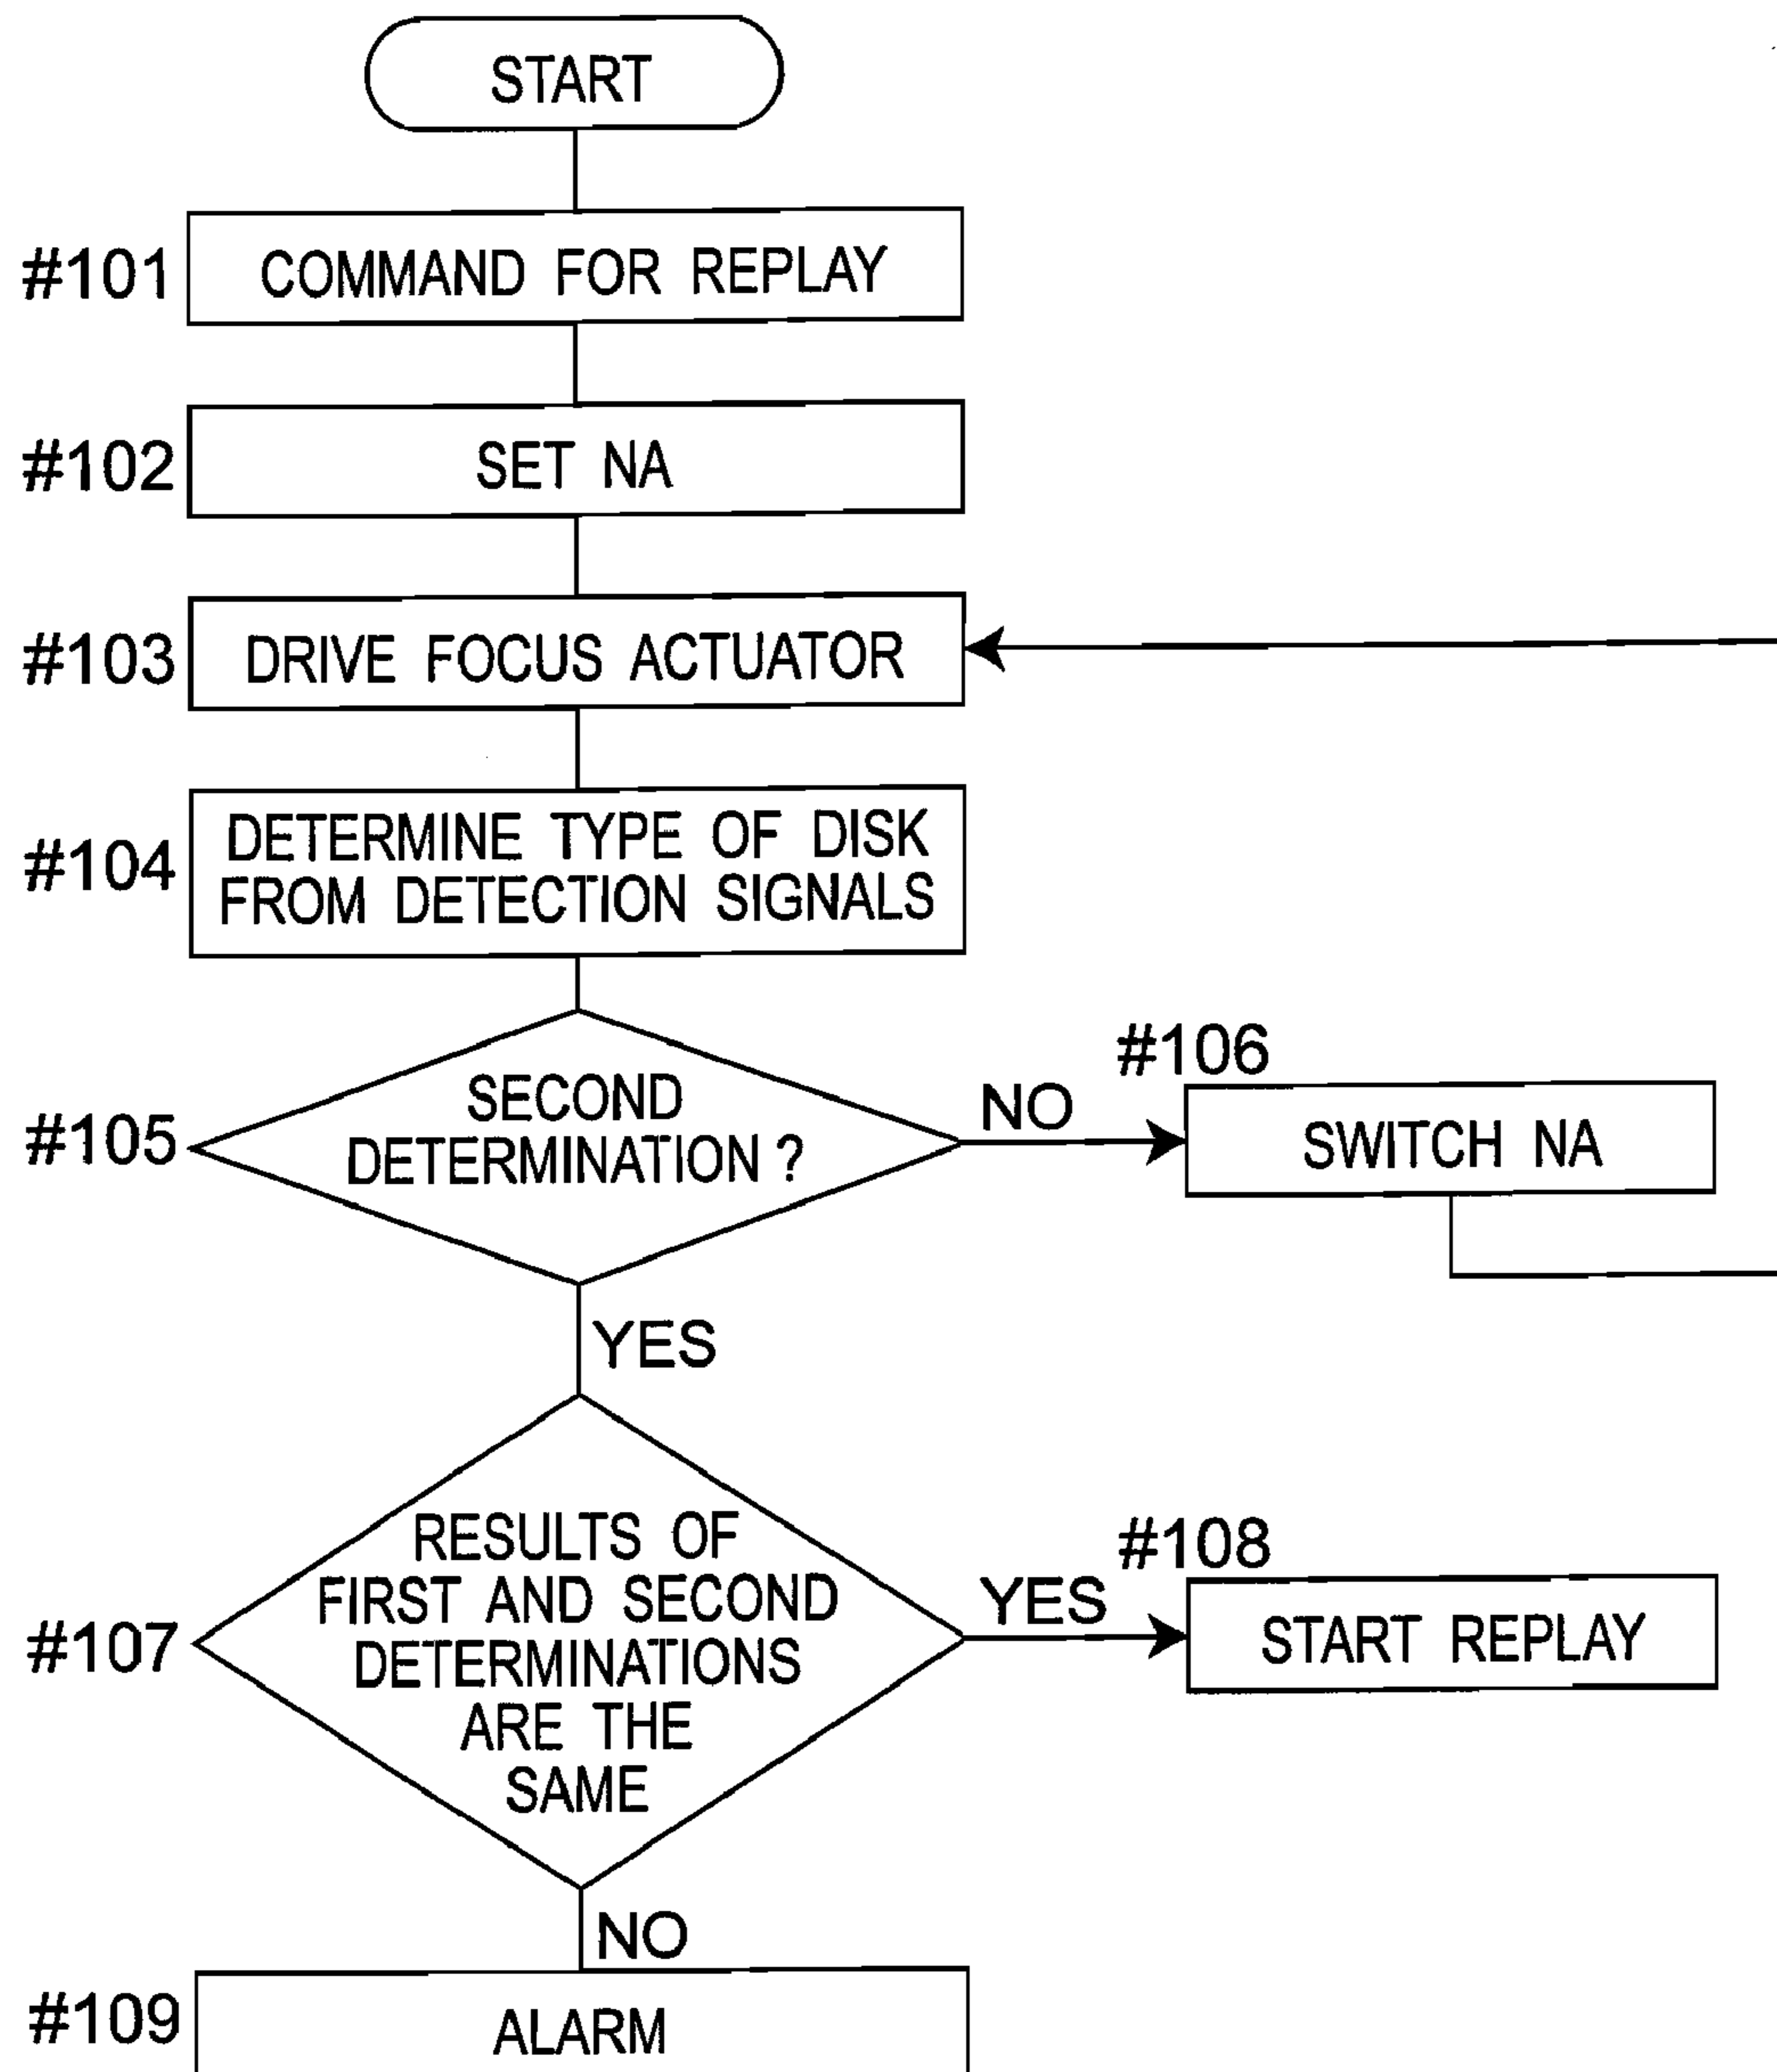 START
#101
COMMAND FOR REPLAY
#102
SET NA
#103
DRIVE FOCUS ACTUATOR
#104
DETERMINE TYPE OF DISK
FROM DETECTION SIGNALS
#105
SECOND
DETERMINATION ?
NO
#106
SWITCH NA
YES
#107
RESULTS OF
FIRST AND SECOND
DETERMINATIONS
ARE THE
SAME
YES
#108
START REPLAY
NO
#109
ALARM